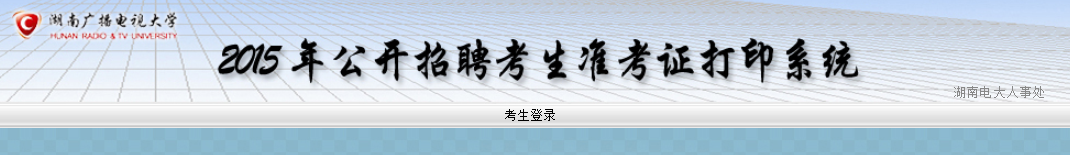 湖南广播电视大学
HUNAN RADIO & TV UNIVERSITY
2015年公开招聘考生准考证打印系统
湖南电大人事处
考生登录